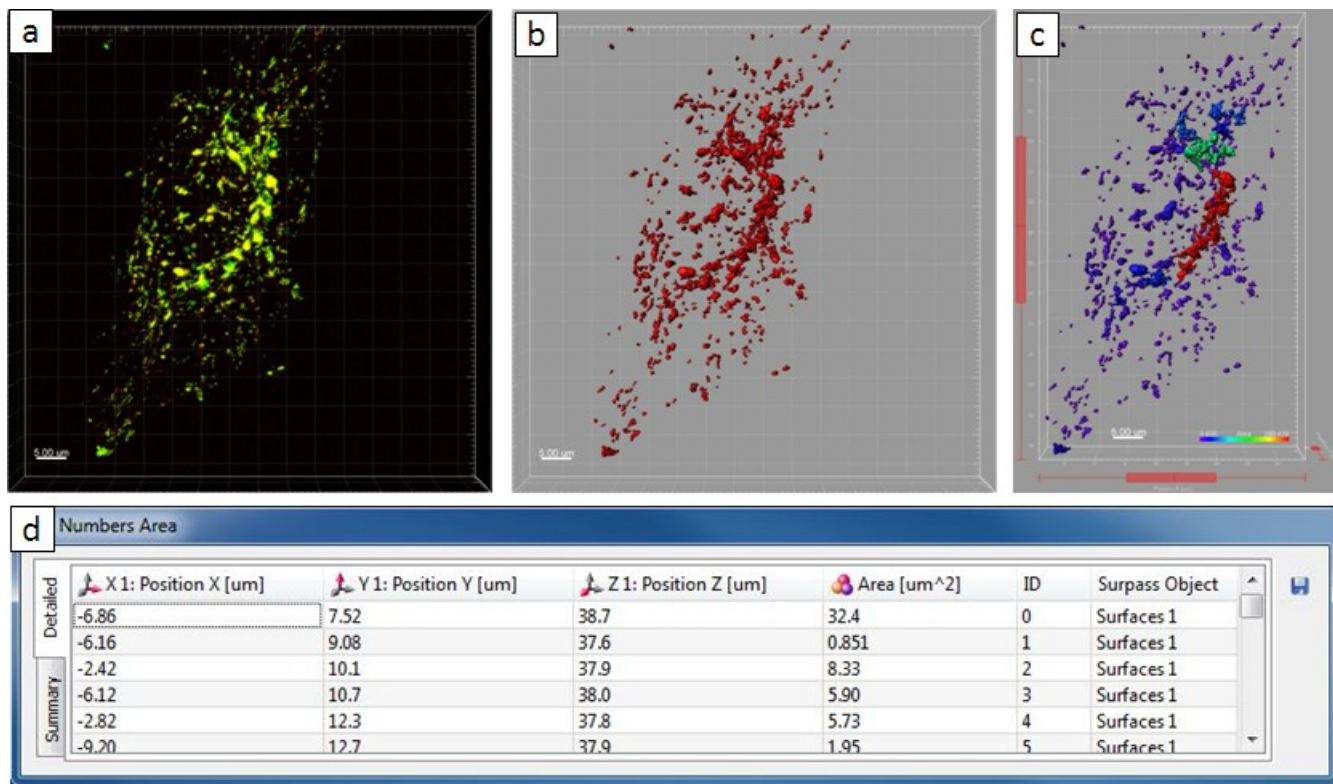 a
b
c
5.00 um
5.00 um
5.00 um
Area
d
Numbers Area
Detailed
Summary
X 1: Position X [um] Y 1: Position Y [um] Z 1: Position Z [um] Area [um^2] ID Surpass Object
-6.86 7.52 38.7 32.4 0 Surfaces 1
-6.16 9.08 37.6 0.851 1 Surfaces 1
-2.42 10.1 37.9 8.33 2 Surfaces 1
-6.12 10.7 38.0 5.90 3 Surfaces 1
-2.82 12.3 37.8 5.73 4 Surfaces 1
-9.20 12.7 37.9 1.95 5 Surfaces 1